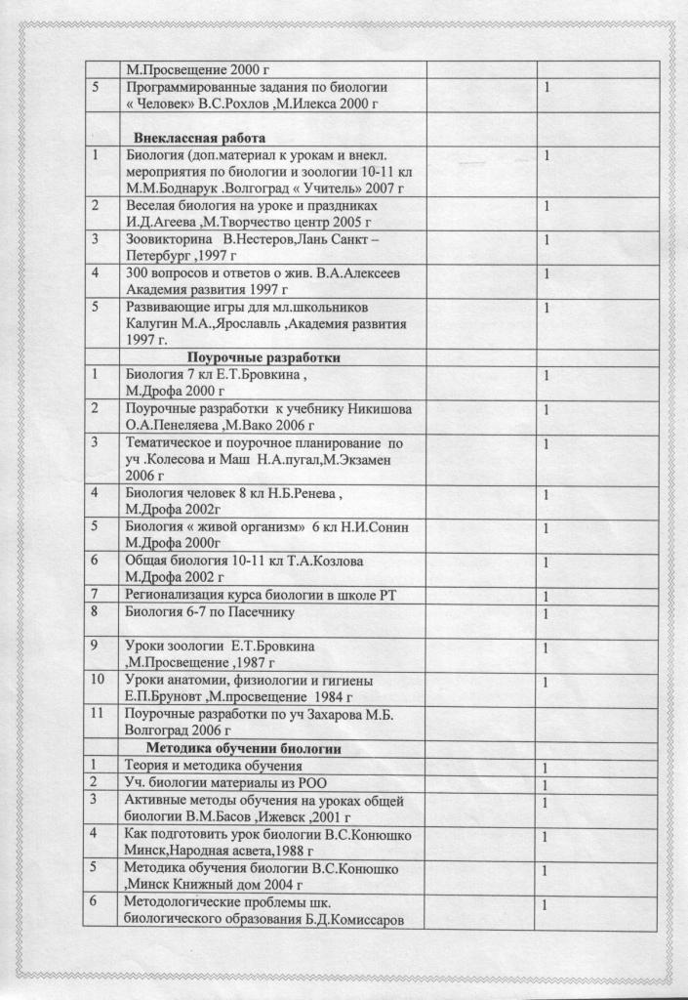 М.Просвещение 2000 г
5 Программированные задания по биологии 1
« Человек» В.С.Рохлов ,М.Илекса 2000 г
Внеклассная работа
1 Биология (доп.материал к урокам и внекл. 1
мероприятия по биологии и зоологии 10-11 кл
М.М.Боднарук .Волгоград « Учитель» 2007 г
2 Веселая биология на уроке и праздниках 1
И.Д.Агеева ,М.Творчество центр 2005 г
3 Зоовикторина В.Нестеров,Лань Санкт – 1
Петербург ,1997 г
4 300 вопросов и ответов о жив. В.А.Алексеев 1
Академия развития 1997 г
5 Развивающие игры для мл.школьников 1
Калугин М.А.,Ярославль ,Академия развития
1997 г.
Поурочные разработки
1 Биология 7 кл Е.Т.Бровкина , 1
М.Дрофа 2000 г
2 Поурочные разработки к учебнику Никишова 1
О.А.Пенеляева ,М.Вако 2006 г
3 Тематическое и поурочное планирование по 1
уч .Колесова и Маш Н.А.пугал,М.Экзамен
2006 г
4 Биология человек 8 кл Н.Б.Ренева , 1
М.Дрофа 2002г
5 Биология « живой организм» 6 кл Н.И.Сонин 1
М.Дрофа 2000г
6 Общая биология 10-11 кл Т.А.Козлова 1
М.Дрофа 2002 г
7 Регионализация курса биологии в школе РТ 1
8 Биология 6-7 по Пасечнику 1
9 Уроки зоологии Е.Т.Бровкина 1
,М.Просвещение ,1987 г
10 Уроки анатомии, физиологии и гигиены 1
Е.П.Бруновт ,М.просвещение 1984 г
11 Поурочные разработки по уч Захарова М.Б.
Волгоград 2006 г
Методика обучении биологии
1 Теория и методика обучения 1
2 Уч. биологии материалы из РОО 1
3 Активные методы обучения на уроках общей 1
биологии В.М.Басов ,Ижевск ,2001 г
4 Как подготовить урок биологии В.С.Конюшко 1
Минск,Народная асвета,1988 г
5 Методика обучения биологии В.С.Конюшко 1
,Минск Книжный дом 2004 г
6 Методологические проблемы шк. 1
биологического образования Б.Д.Комиссаров